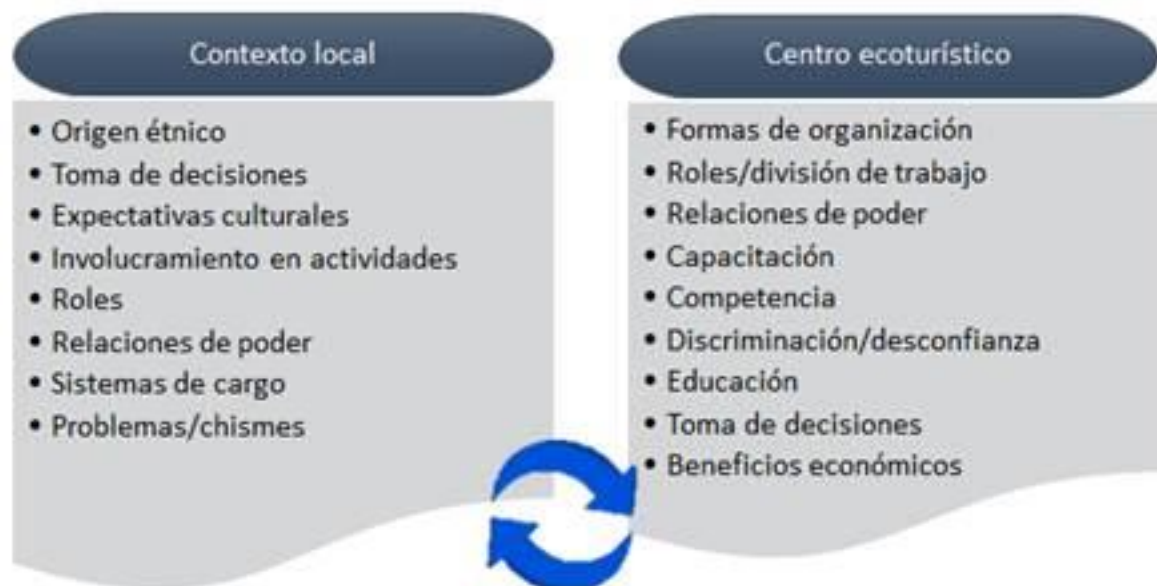 Contexto local
• Origen étnico
• Toma de decisiones
• Expectativas culturales
• Involucramiento en actividades
• Roles
• Relaciones de poder
• Sistemas de cargo
• Problemas/chismes
Centro ecoturístico
• Formas de organización
• Roles/división de trabajo
• Relaciones de poder
• Capacitación
• Competencia
• Discriminación/desconfianza
• Educación
• Toma de decisiones
• Beneficios económicos